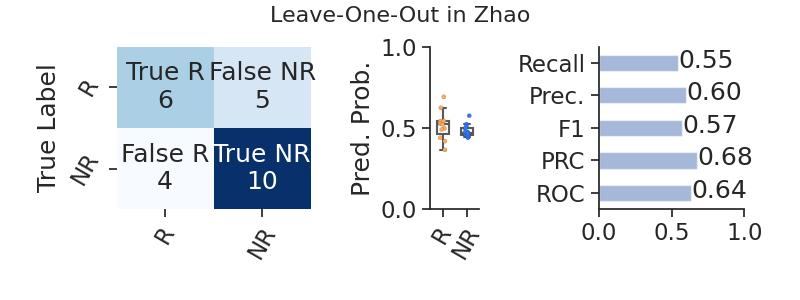 Leave-One-Out in Zhao
True Label
R
NR
True R
6
False NR
5
False R
4
True NR
10
R
NR
Pred. Prob.
1.0
0.5
0.0
R
NR
Recall
Prec.
F1
PRC
ROC
0.55
0.60
0.57
0.68
0.64
0.0
0.5
1.0